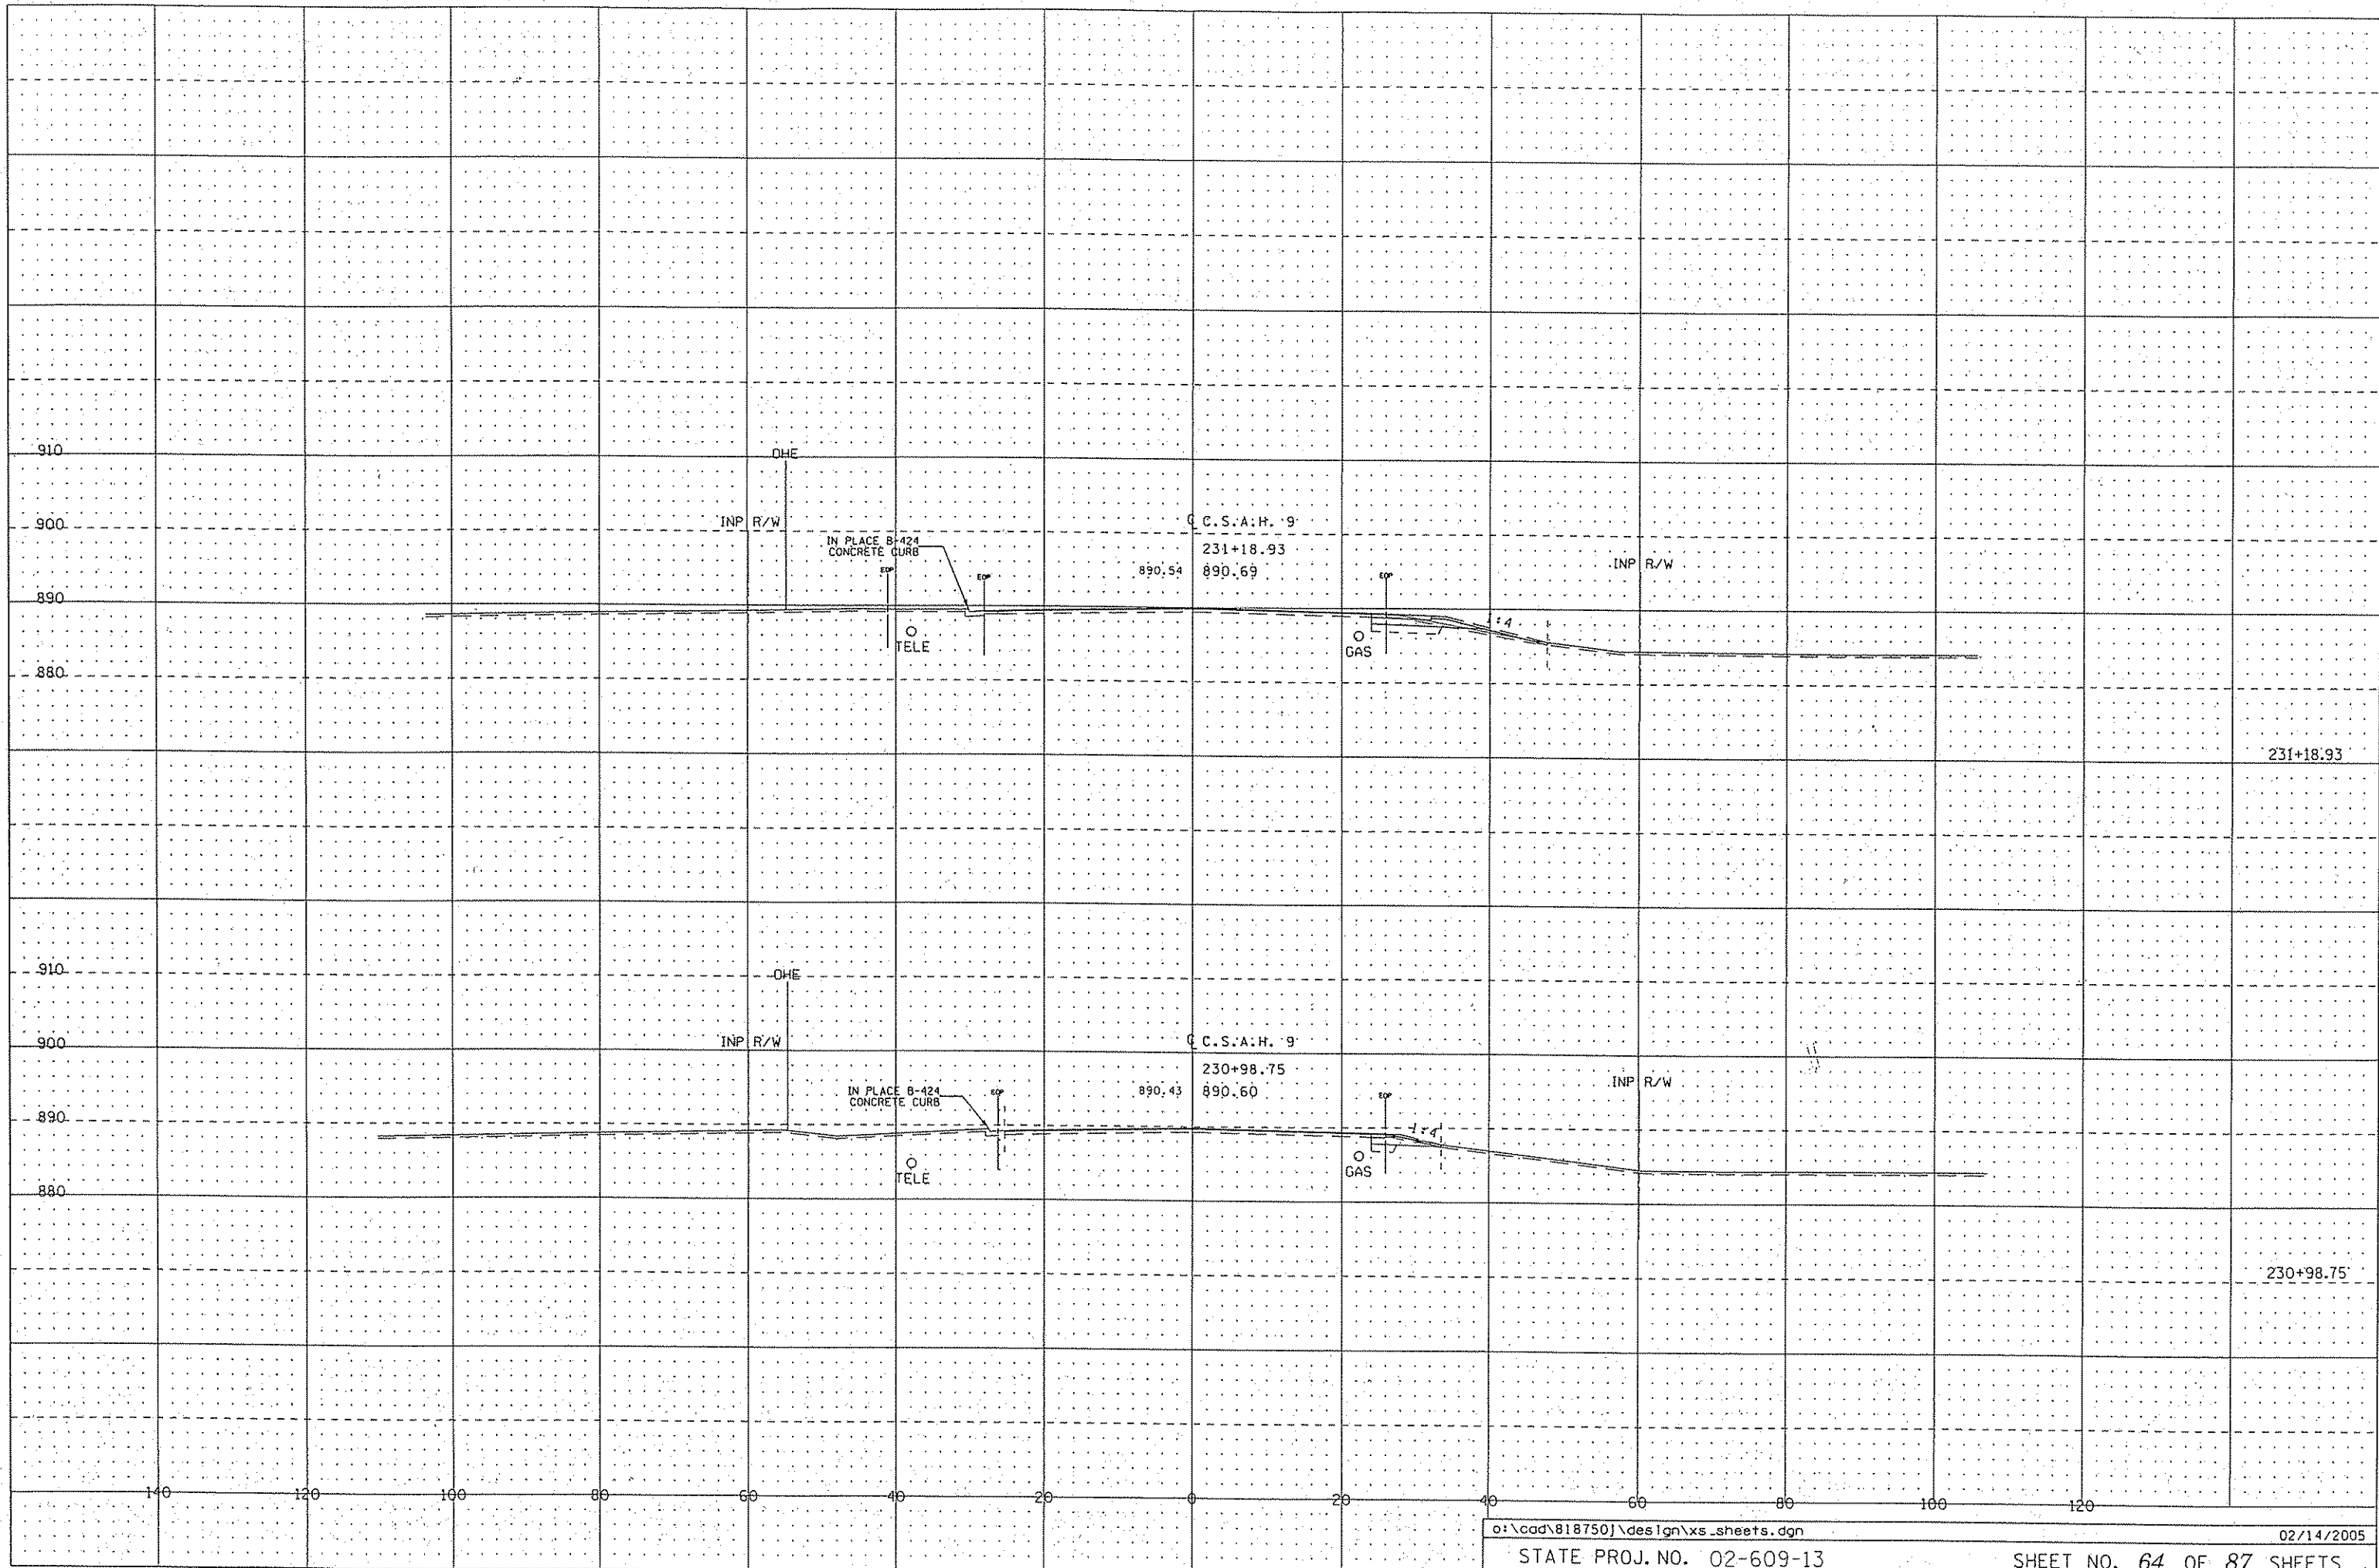 910
OHE
900
INP R/W
℄ C.S.A.H. 9
IN PLACE B-424
CONCRETE CURB
231+18.93
INP R/W
890.54 890.69
EOP
EOP
EOP
890
1:4
TELE
GAS
880
231+18.93
910
OHE
900
INP R/W
℄ C.S.A.H. 9
230+98.75
INP R/W
IN PLACE B-424
CONCRETE CURB
EOP
890.43 890.60
EOP
890
1:4
TELE
GAS
880
230+98.75
140 120 100 80 60 40 20 0 20 40 60 80 100 120
o:\cad\818750j\design\xs_sheets.dgn
02/14/2005
STATE PROJ. NO. 02-609-13
SHEET NO. 64 OF 87 SHEETS